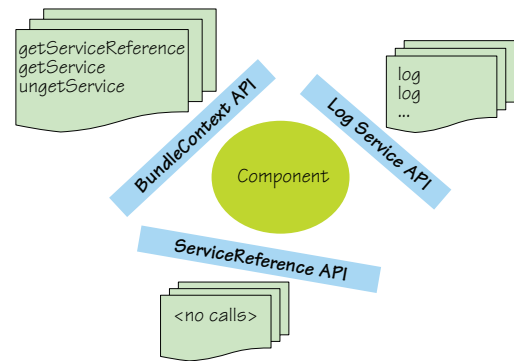 getServiceReference
getService
ungetService
log
log
...
BundleContext API
Log Service API
Component
ServiceReference API
<no calls>